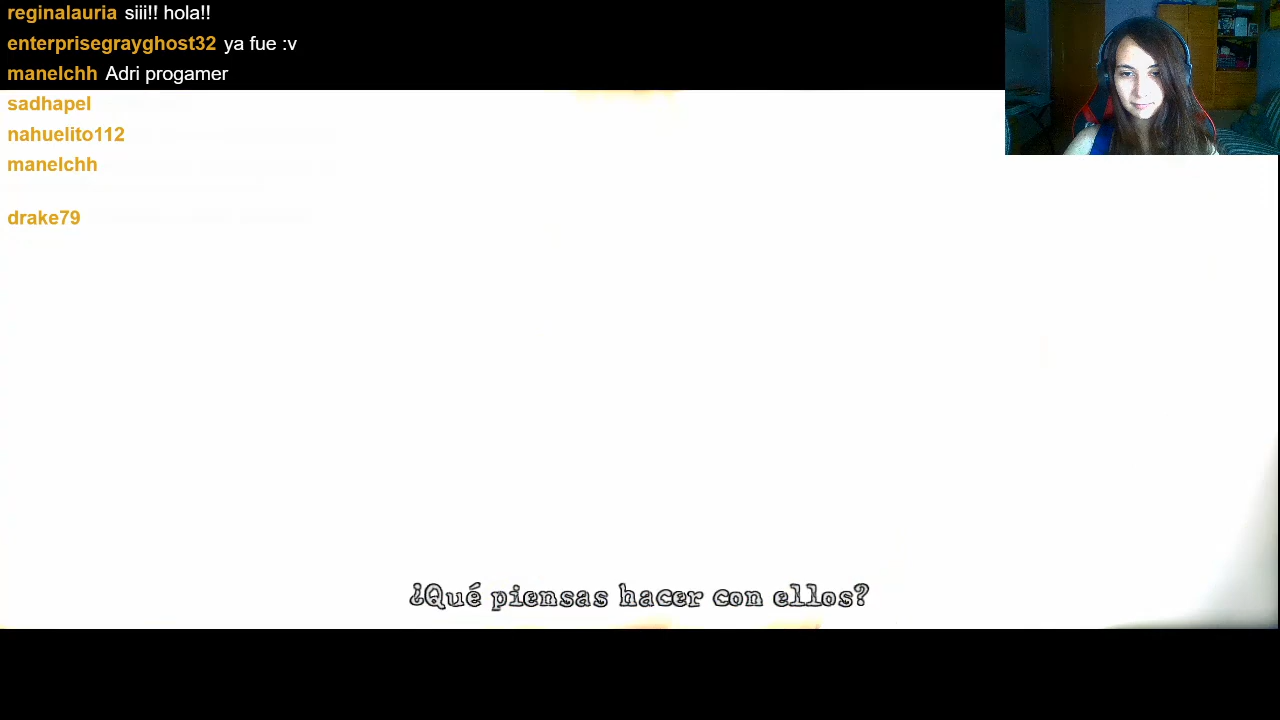 reginalauria siii!! hola!!
enterprisegrayghost32 ya fue :v
manelchh Adri progamer
sadhapel
nahuelito112
manelchh
drake79
¿Qué piensas hacer con ellos?